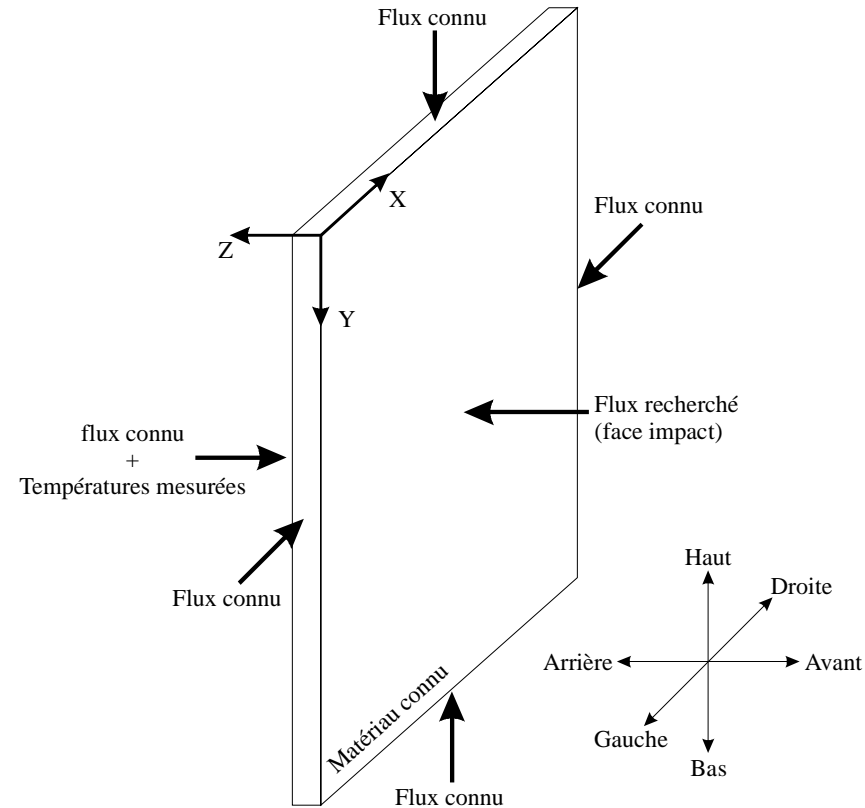 Flux connu
X
Flux connu
Z
Y
Flux recherché
(face impact)
flux connu
+
Températures mesurées
Flux connu
Matériau connu
Flux connu
Haut
Droite
Arrière
Avant
Gauche
Bas